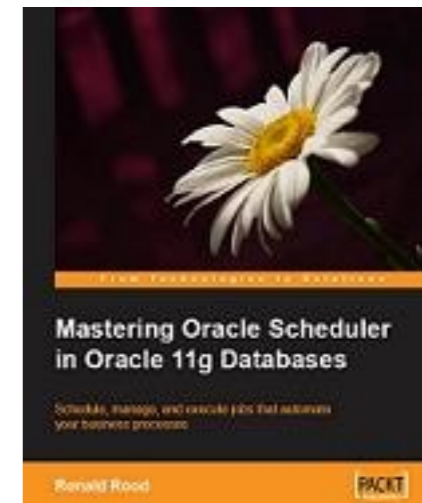 From Technologies to Solutions
Mastering Oracle Scheduler
in Oracle 11g Databases
Schedule, manage, and execute jobs that automate
your business processes
Ronald Rood
PACKT